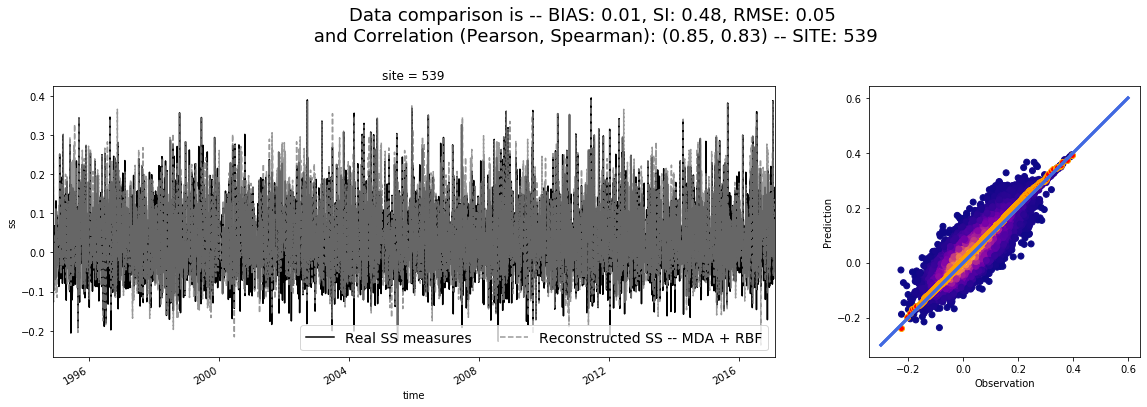 Data comparison is -- BIAS: 0.01, SI: 0.48, RMSE: 0.05
and Correlation (Pearson, Spearman): (0.85, 0.83) -- SITE: 539
site = 539
ss
0.4
0.3
0.2
0.1
0.0
−0.1
−0.2
Real SS measures
Reconstructed SS -- MDA + RBF
1996
2000
2004
2008
2012
2016
time
Prediction
0.6
0.4
0.2
0.0
−0.2
−0.2
0.0
0.2
0.4
0.6
Observation